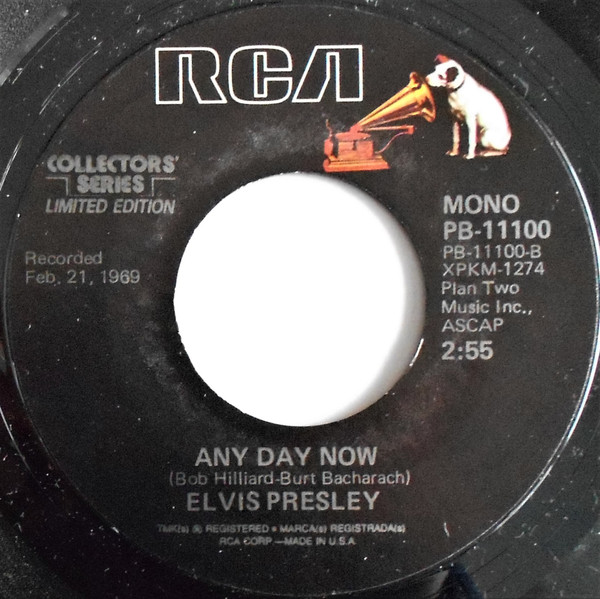 RCA
COLLECTORS'
SERIES
LIMITED EDITION
Recorded
Feb. 21, 1969
MONO
PB-11100
PB-11100-B
XPKM-1274
Plan Two
Music Inc.,
ASCAP
2:55
ANY DAY NOW
(Bob Hilliard-Burt Bacharach)
ELVIS PRESLEY
TMK(s) ® REGISTERED • MARCA(s) REGISTRADA(s)
RCA CORP.—MADE IN U.S.A.